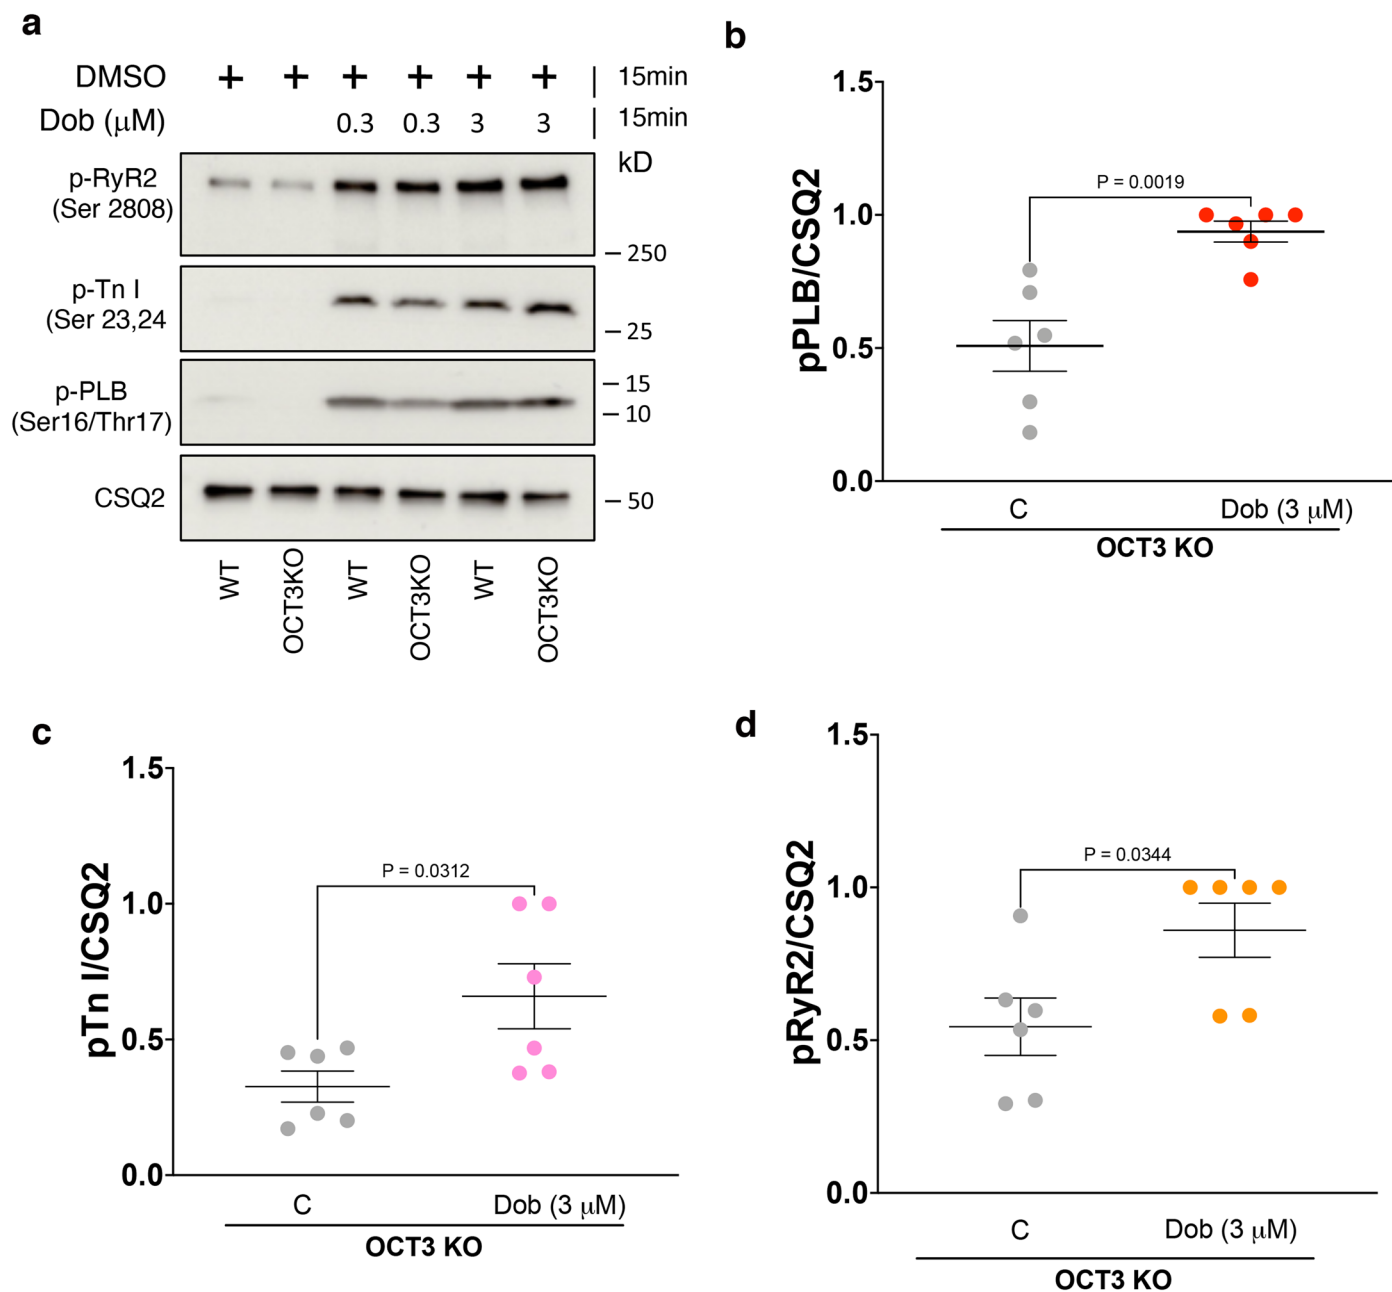 a
DMSO + + + + + + | 15min
Dob (μM) 0.3 0.3 3 3 | 15min
kD
p-RyR2
(Ser 2808)
250
p-Tn I
(Ser 23,24
25
p-PLB
(Ser16/Thr17)
15
10
CSQ2
50
WT OCT3KO WT OCT3KO WT OCT3KO
b
pPLB/CSQ2
1.5
1.0
0.5
0.0
P = 0.0019
C Dob (3 μM)
OCT3 KO
c
pTn I/CSQ2
1.5
1.0
0.5
0.0
P = 0.0312
C Dob (3 μM)
OCT3 KO
d
pRyR2/CSQ2
1.5
1.0
0.5
0.0
P = 0.0344
C Dob (3 μM)
OCT3 KO